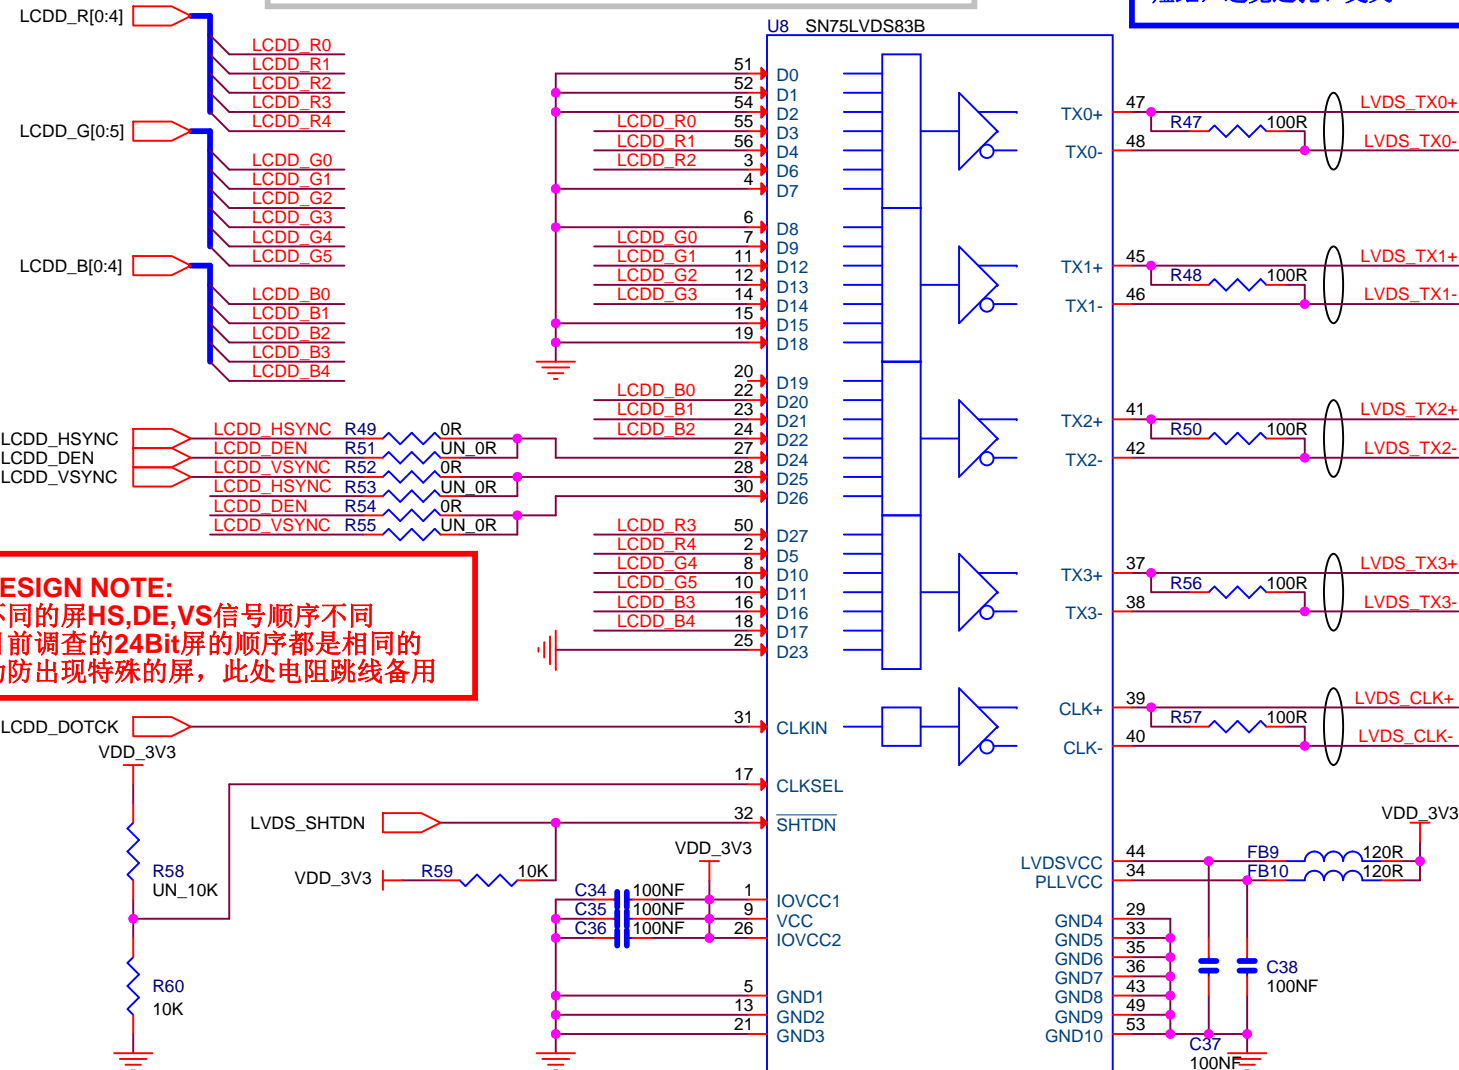 U8 SN75LVDS83B
LCDD_R[0:4]
LCDD_R0
LCDD_R1
LCDD_R2
LCDD_R3
LCDD_R4
LCDD_G[0:5]
LCDD_G0
LCDD_G1
LCDD_G2
LCDD_G3
LCDD_G4
LCDD_G5
LCDD_B[0:4]
LCDD_B0
LCDD_B1
LCDD_B2
LCDD_B3
LCDD_B4
LCDD_HSYNC LCDD_HSYNC R49 0R
LCDD_DEN LCDD_DEN R51 UN_0R
LCDD_VSYNC LCDD_VSYNC R52 0R
LCDD_HSYNC R53 UN_0R
LCDD_DEN R54 0R
LCDD_VSYNC R55 UN_0R
ESIGN NOTE:
不同的屏HS,DE,VS信号顺序不同
目前调查的24Bit屏的顺序都是相同的
防出现特殊的屏，此处电阻跳线备用
LCDD_DOTCK
VDD_3V3
R58
UN_10K
R60
10K
LVDS_SHTDN
VDD_3V3 R59 10K
VDD_3V3
C34 100NF
C35 100NF
C36 100NF
51 D0
52 D1
54 D2
LCDD_R0 55 D3
LCDD_R1 56 D4
LCDD_R2 3 D6
4 D7
6 D8
LCDD_G0 7 D9
LCDD_G1 11 D12
LCDD_G2 12 D13
LCDD_G3 14 D14
15 D15
19 D18
20 D19
LCDD_B0 22 D20
LCDD_B1 23 D21
LCDD_B2 24 D22
27 D24
28 D25
30 D26
LCDD_R3 50 D27
LCDD_R4 2 D5
LCDD_G4 8 D10
LCDD_G5 10 D11
LCDD_B3 16 D16
LCDD_B4 18 D17
25 D23
31 CLKIN
17 CLKSEL
32 SHTDN
1 IOVCC1
9 VCC
26 IOVCC2
5 GND1
13 GND2
21 GND3
TX0+ 47 LVDS_TX0+
R47 100R
TX0- 48 LVDS_TX0-
TX1+ 45 LVDS_TX1+
R48 100R
TX1- 46 LVDS_TX1-
TX2+ 41 LVDS_TX2+
R50 100R
TX2- 42 LVDS_TX2-
TX3+ 37 LVDS_TX3+
R56 100R
TX3- 38 LVDS_TX3-
CLK+ 39 LVDS_CLK+
R57 100R
CLK- 40 LVDS_CLK-
VDD_3V3
LVDSVCC 44 FB9 120R
PLLVCC 34 FB10 120R
GND4 29
GND5 33
GND6 35
GND7 36
GND8 43
GND9 49
GND10 53
C38
100NF
C37
100NF